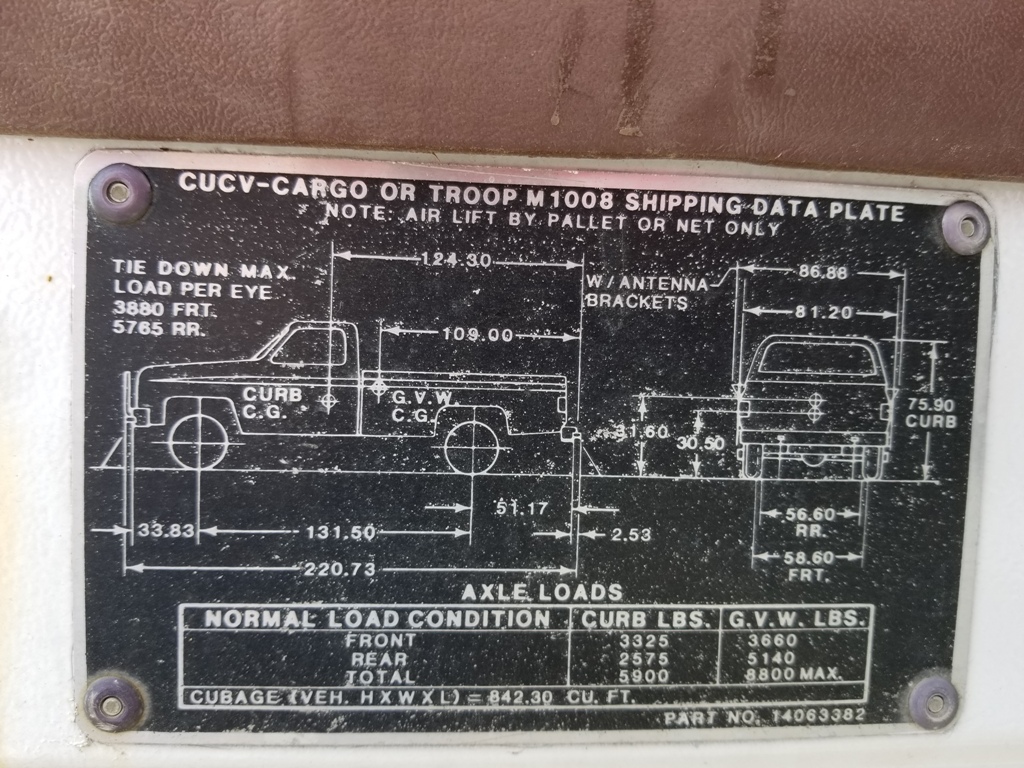 CUCV-CARGO OR TROOP M1008 SHIPPING DATA PLATE
NOTE: AIR LIFT BY PALLET OR NET ONLY
TIE DOWN MAX.
LOAD PER EYE
3880 FRT.
5765 RR.
124.30
109.00
W/ANTENNA
BRACKETS
86.88
81.20
CURB
C.G.
G.V.W.
C.G.
31.60
30.50
75.90
CURB
33.83
131.50
51.17
2.53
220.73
56.60
RR.
58.60
FRT.
AXLE LOADS
NORMAL LOAD CONDITION CURB LBS. G.V.W. LBS.
FRONT 3325 3660
REAR 2575 5140
TOTAL 5900 8800 MAX.
CUBAGE (VEH. H X W X L) = 842.30 CU. FT.
PART NO. 14063382